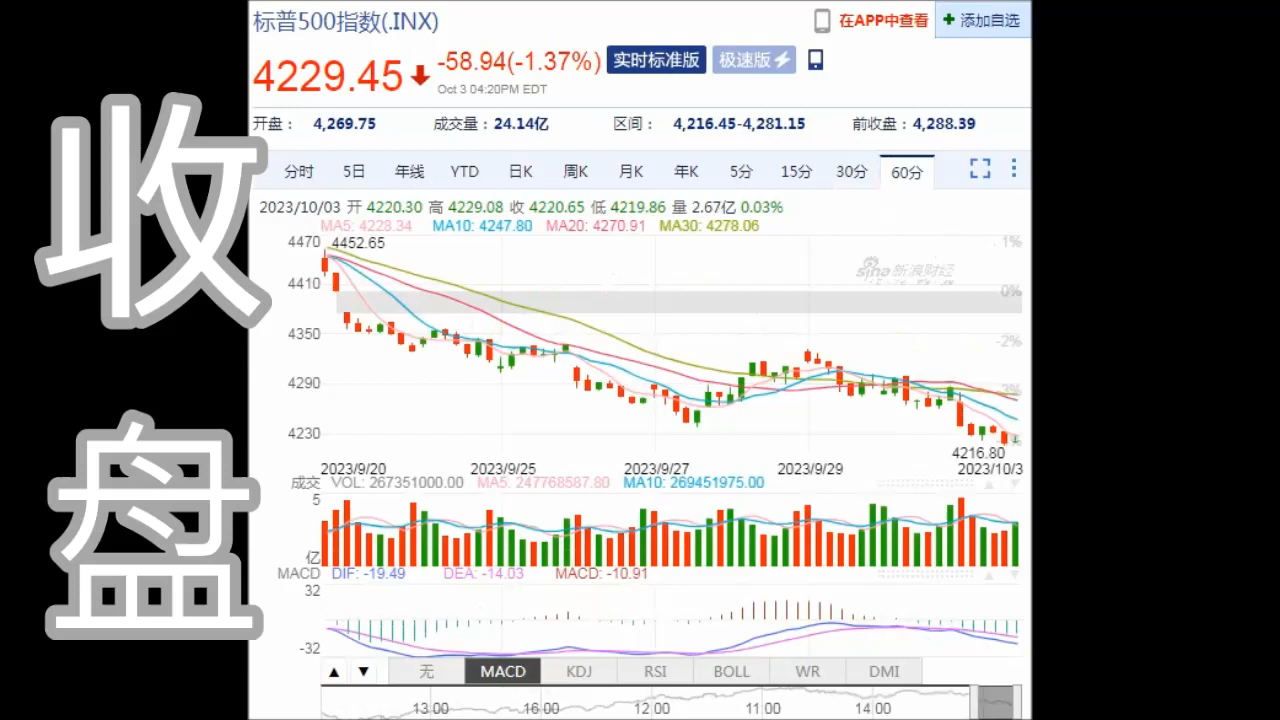 收
盘
标普500指数(.INX)
在APP中查看
添加自选
4229.45
-58.94(-1.37%)
实时标准版
极速版
Oct 3 04:20PM EDT
开盘： 4,269.75 成交量：24.14亿 区间： 4,216.45-4,281.15 前收盘：4,288.39
分时 5日 年线 YTD 日K 周K 月K 年K 5分 15分 30分 60分
2023/10/03 开 4220.30 高 4229.08 收 4220.65 低 4219.86 量 2.67亿 0.03%
MA5: 4228.34 MA10: 4247.80 MA20: 4270.91 MA30: 4278.06
4470 4452.65 1%
sina 新浪财经
4410 0%
4350 -2%
4290 -3%
4230
4216.80
2023/9/20 2023/9/25 2023/9/27 2023/9/29 2023/10/3
成交 VOL: 267351000.00 MA5: 247768587.80 MA10: 269451975.00
5
亿
MACD DIF: -19.49 DEA: -14.03 MACD: -10.91
32
-32
▲ ▼ 无 MACD KDJ RSI BOLL WR DMI
13:00 16:00 12:00 11:00 14:00